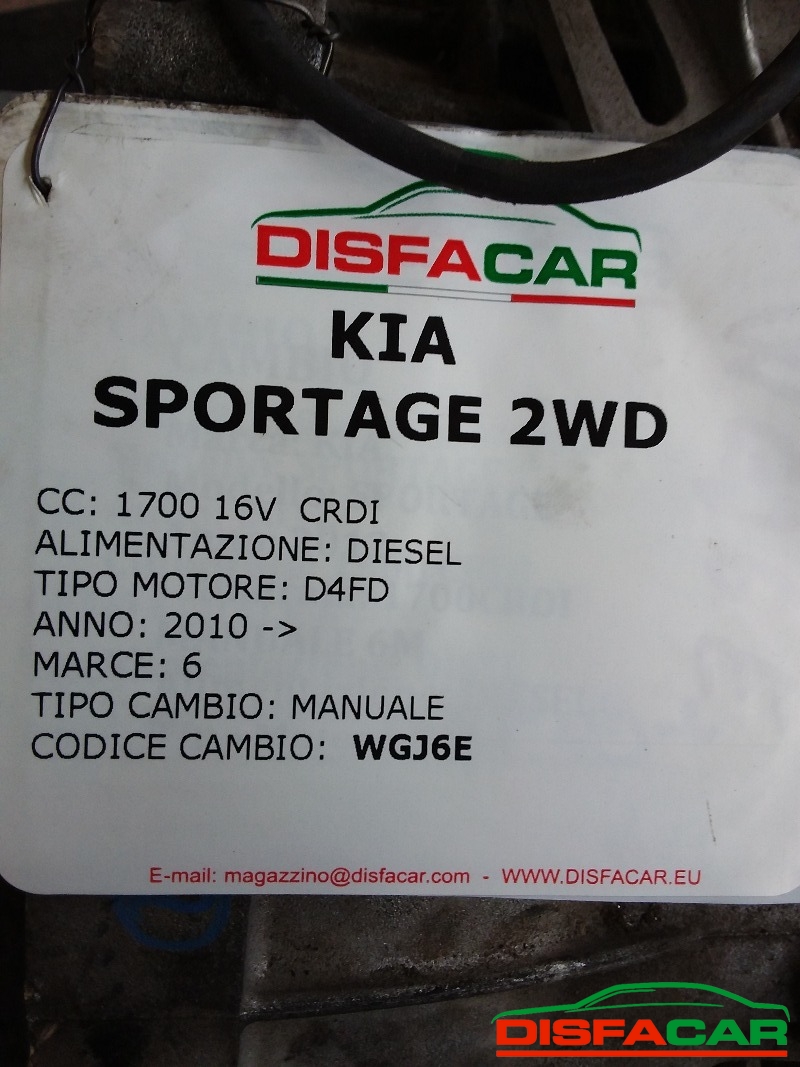 DISFACAR
KIA
SPORTAGE 2WD
CC: 1700 16V CRDI
ALIMENTAZIONE: DIESEL
TIPO MOTORE: D4FD
ANNO: 2010 ->
MARCE: 6
TIPO CAMBIO: MANUALE
CODICE CAMBIO: WGJ6E
E-mail: magazzino@disfacar.com - WWW.DISFACAR.EU
DISFACAR